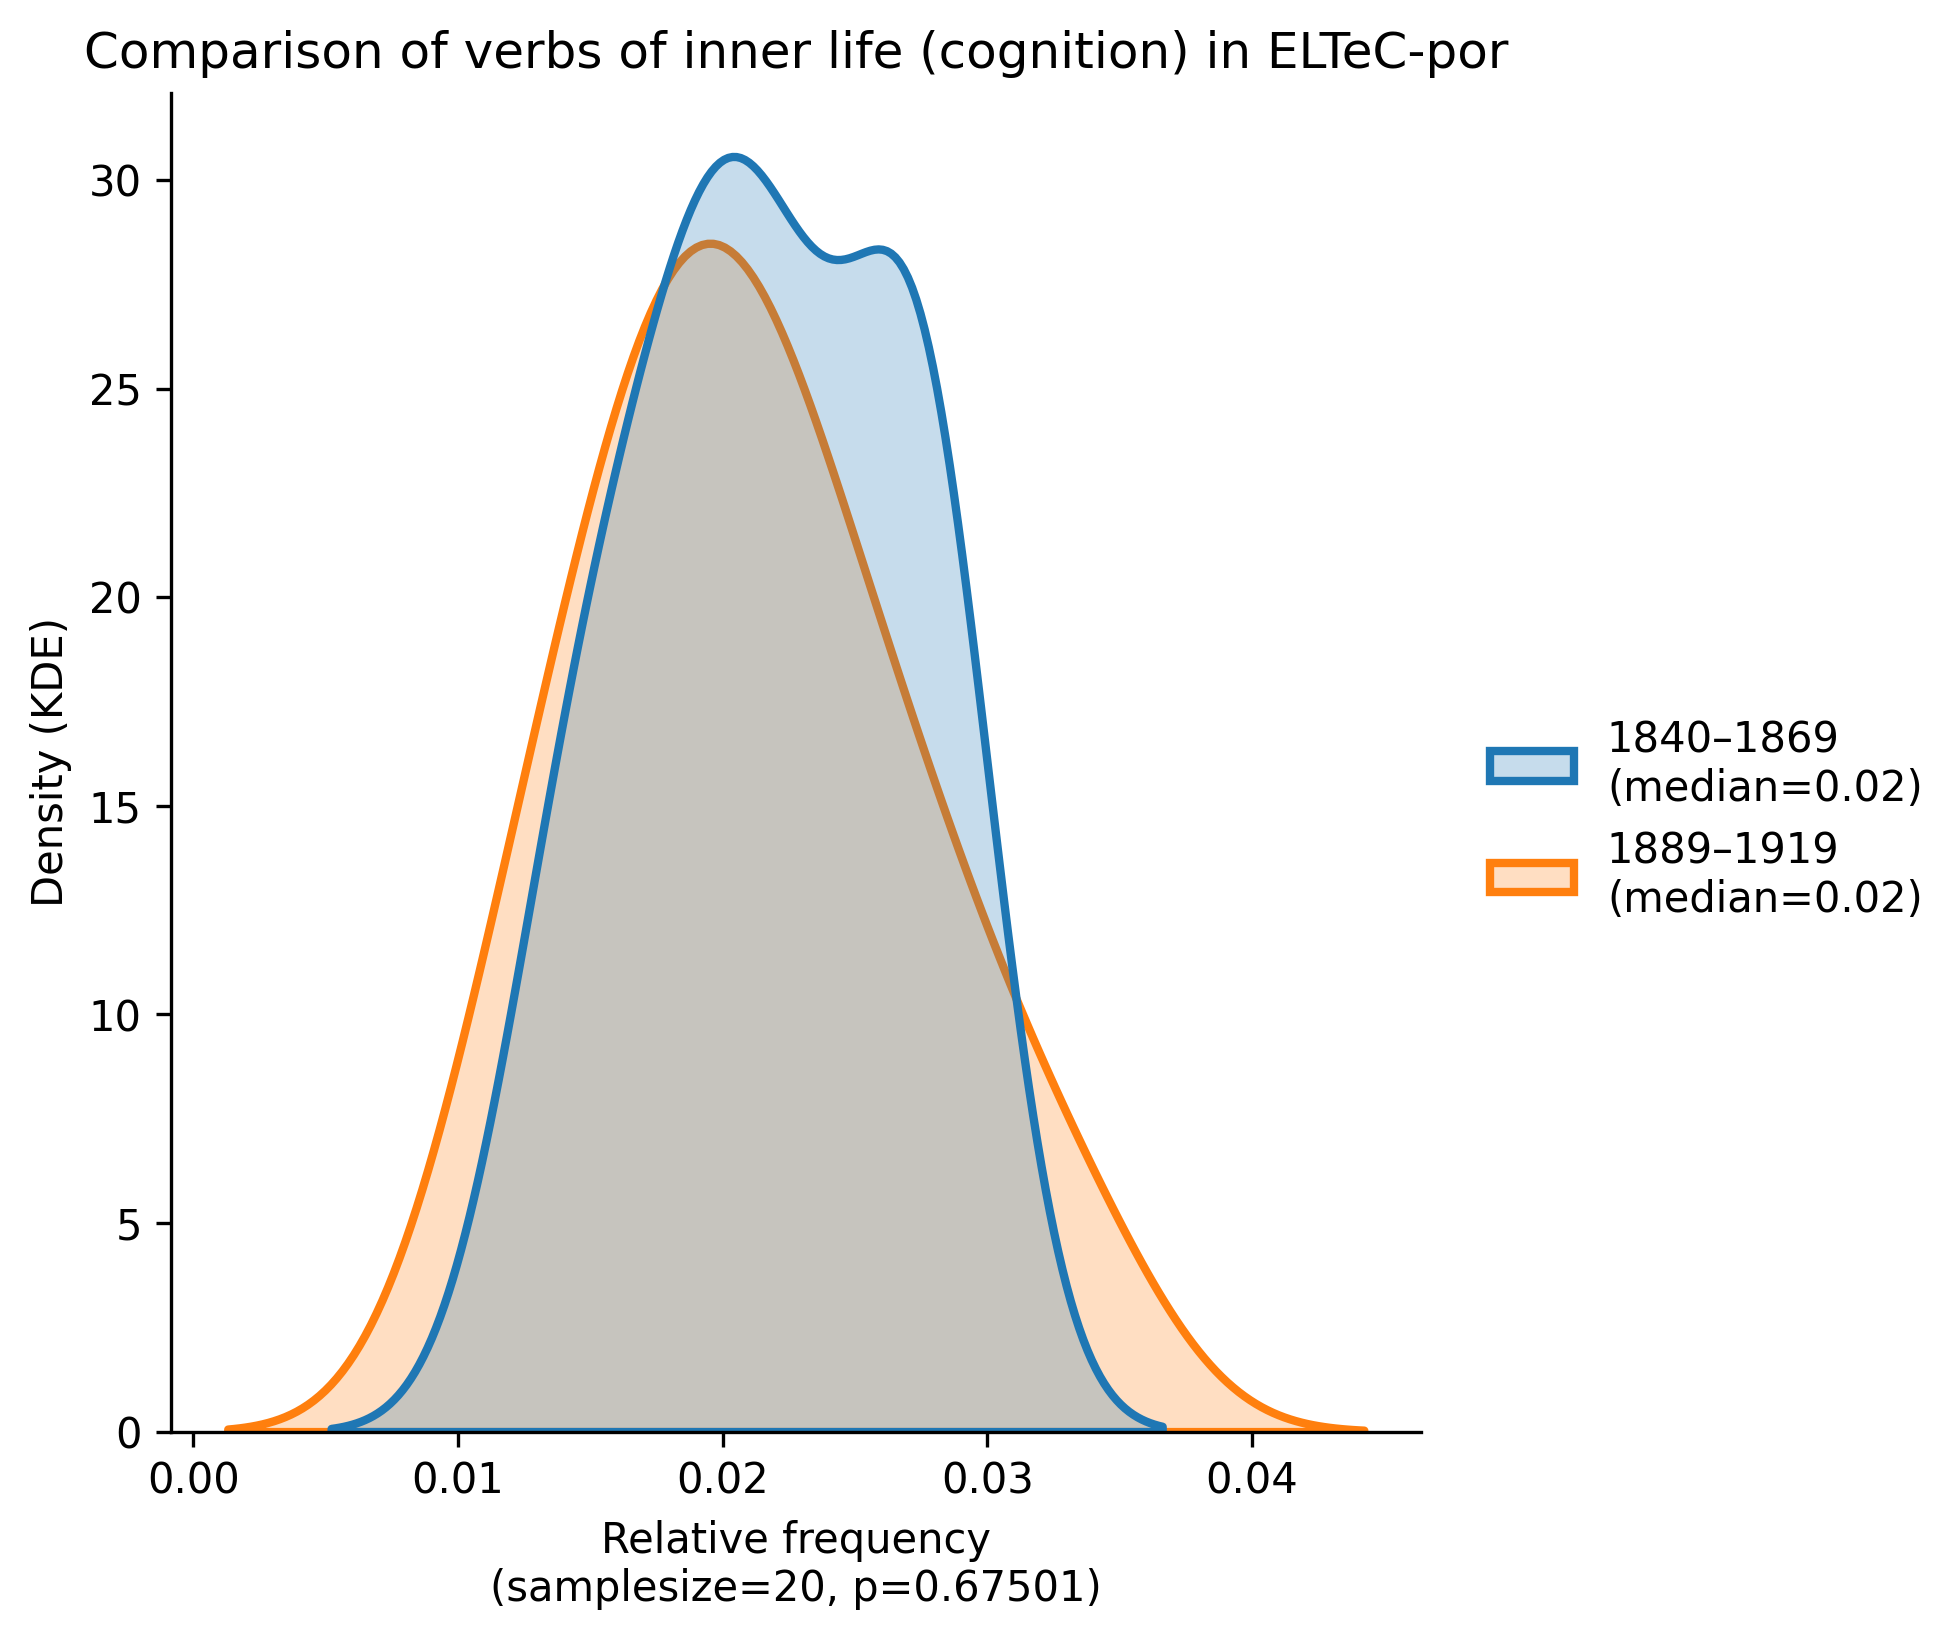 Comparison of verbs of inner life (cognition) in ELTeC-por
Density (KDE)
30
25
20
15
10
5
0
0.00
0.01
0.02
0.03
0.04
Relative frequency
(samplesize=20, p=0.67501)
1840–1869
(median=0.02)
1889–1919
(median=0.02)